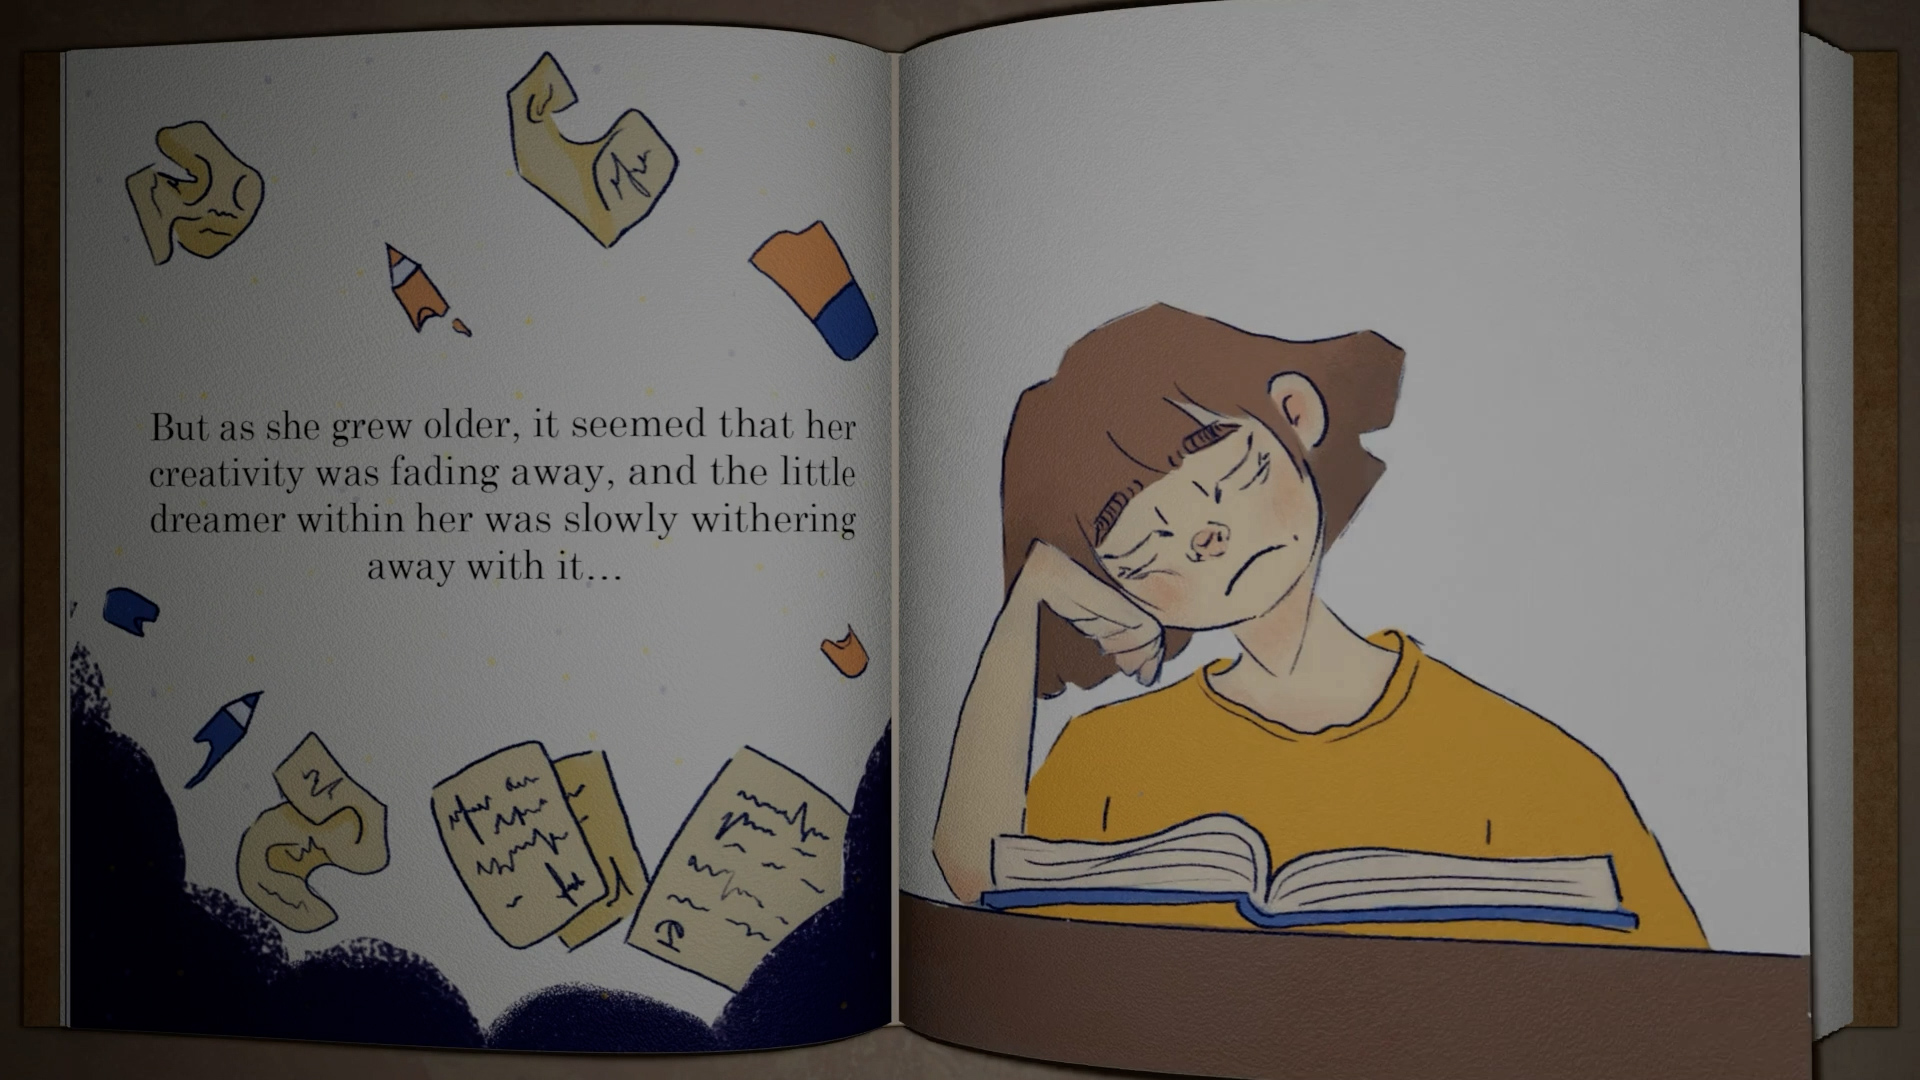 But as she grew older, it seemed that her
creativity was fading away, and the little
dreamer within her was slowly withering
away with it...